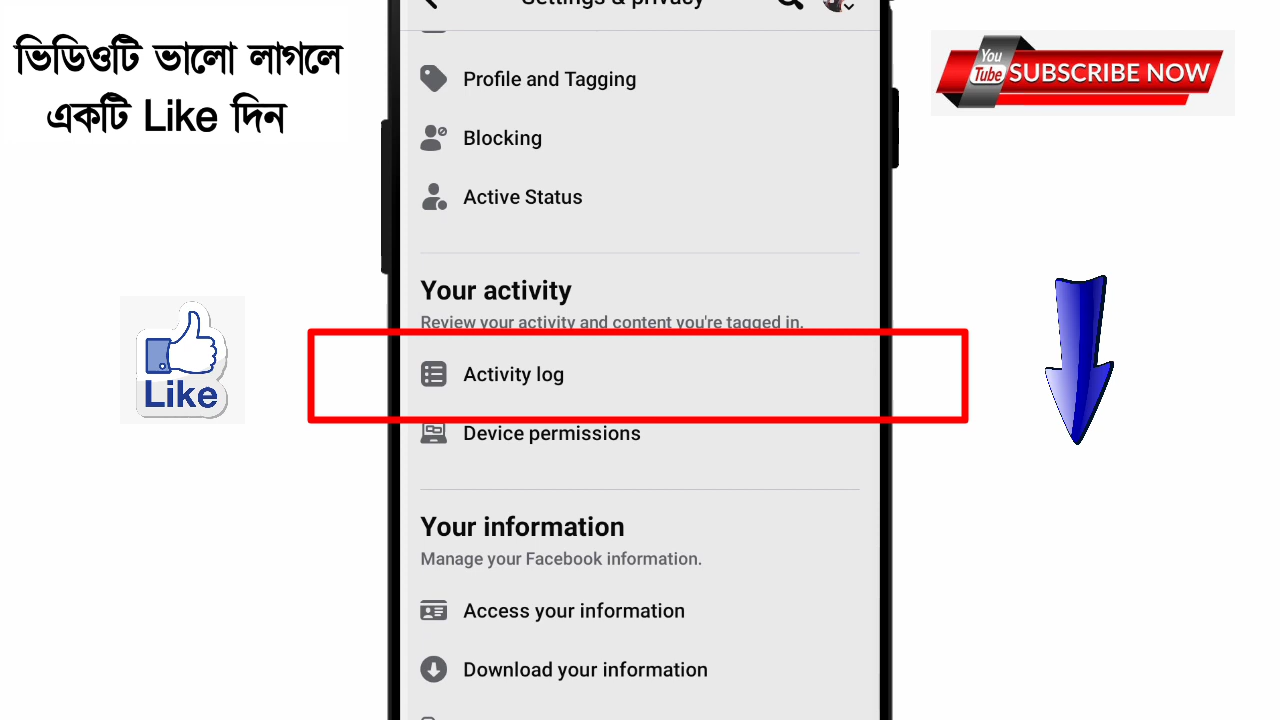 Settings & privacy
ভিডিওটি ভালো লাগলে
একটি Like দিন
You
Tube SUBSCRIBE NOW
Profile and Tagging
Blocking
Active Status
Your activity
Review your activity and content you're tagged in.
Like
Activity log
Device permissions
Your information
Manage your Facebook information.
Access your information
Download your information